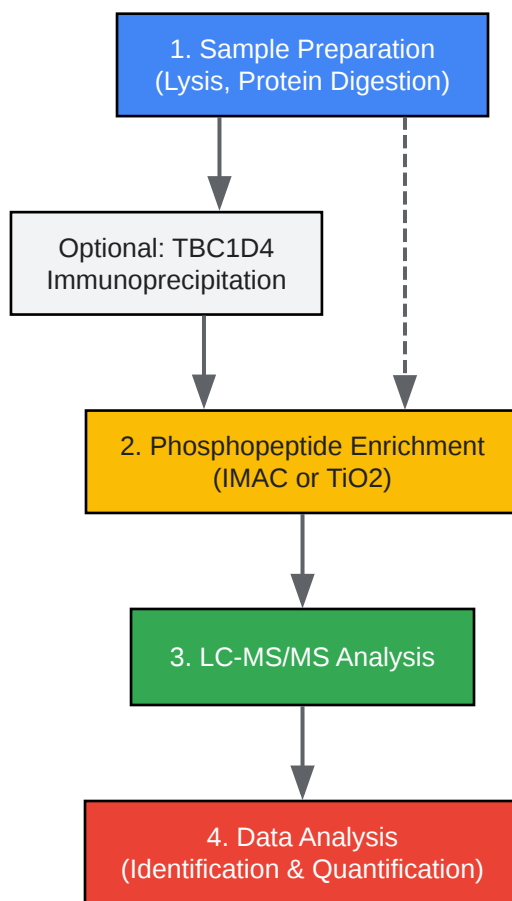 1. Sample Preparation
(Lysis, Protein Digestion)
Optional: TBC1D4
Immunoprecipitation
2. Phosphopeptide Enrichment
(IMAC or TiO2)
3. LC-MS/MS Analysis
4. Data Analysis
(Identification & Quantification)